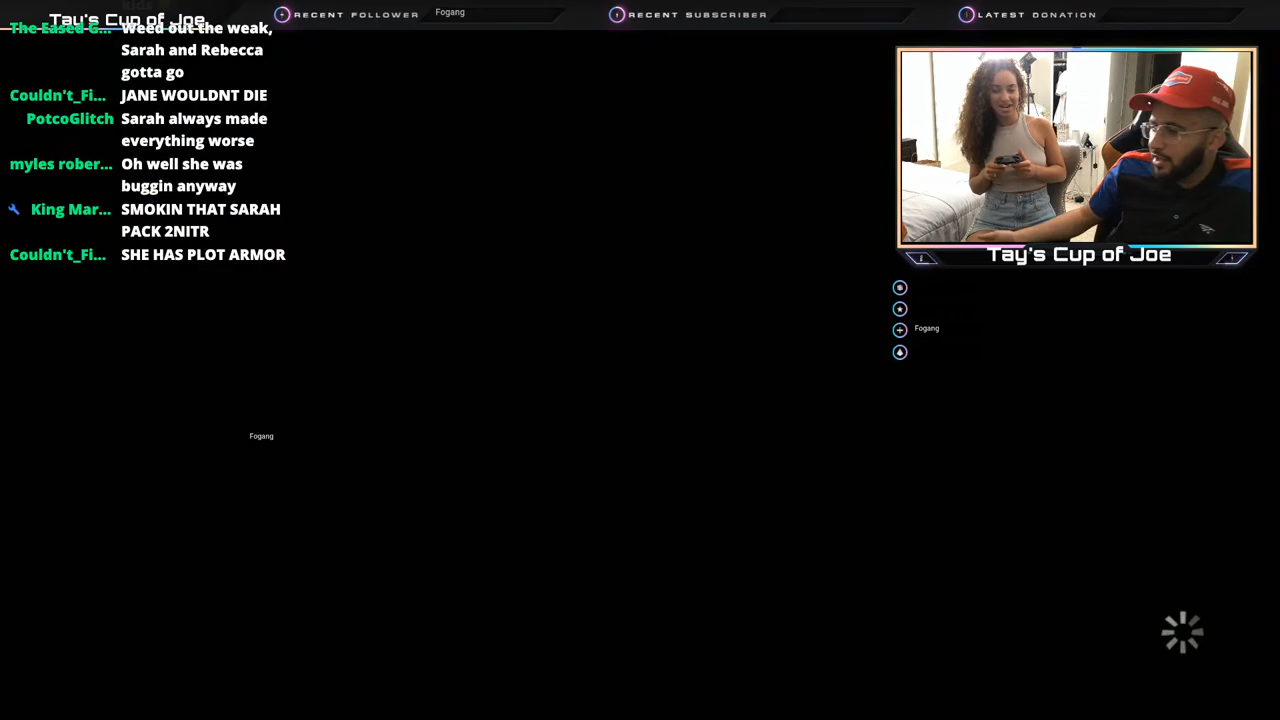 kids
Tay's Cup of Joe
RECENT FOLLOWER
Fogang
RECENT SUBSCRIBER
LATEST DONATION
The Eased G... Weed out the weak,
Sarah and Rebecca
gotta go
Couldn't_Fi... JANE WOULDNT DIE
PotcoGlitch Sarah always made
everything worse
myles rober... Oh well she was
buggin anyway
King Mar... SMOKIN THAT SARAH
PACK 2NITR
Couldn't_Fi... SHE HAS PLOT ARMOR
Tay's Cup of Joe
Fogang
Fogang